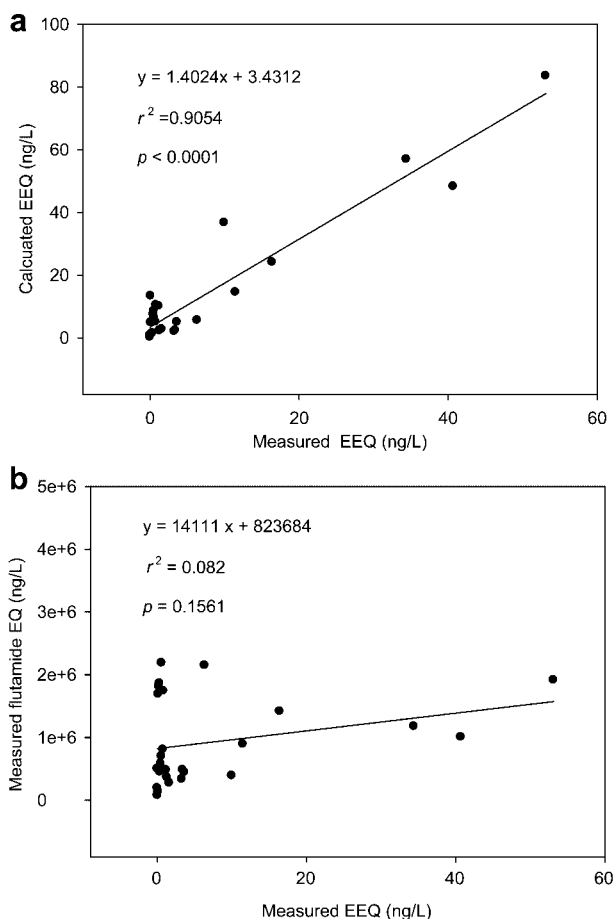 a
100
80
60
40
20
0
Calcuated EEQ (ng/L)
y = 1.4024x + 3.4312
r² =0.9054
p < 0.0001
0 20 40 60
Measured EEQ (ng/L)
b
5e+6
4e+6
3e+6
2e+6
1e+6
0
Measured flutamide EQ (ng/L)
y = 14111 x + 823684
r² = 0.082
p = 0.1561
0 20 40 60
Measured EEQ (ng/L)